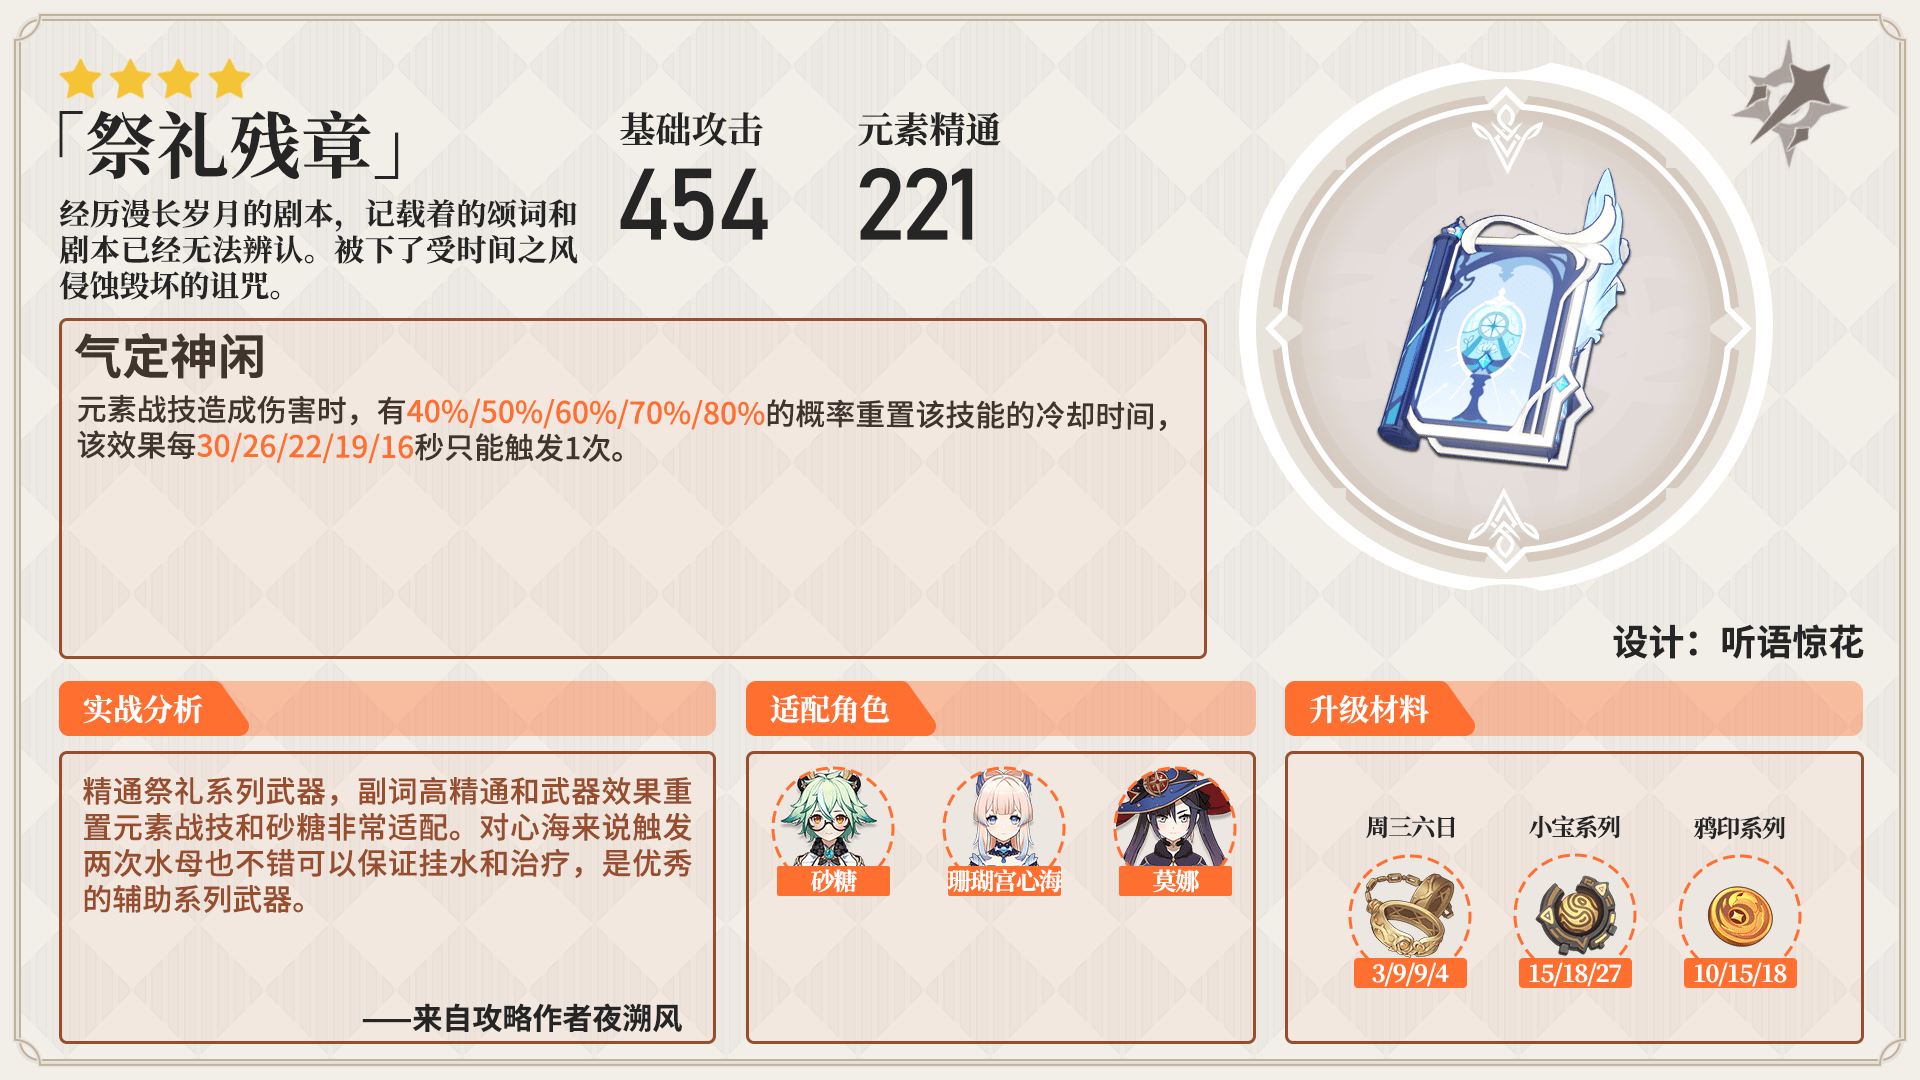 「祭礼残章」
经历漫长岁月的剧本，记载着的颂词和
剧本已经无法辨认。被下了受时间之风
侵蚀毁坏的诅咒。
基础攻击
454
元素精通
221
气定神闲
元素战技造成伤害时，有40%/50%/60%/70%/80%的概率重置该技能的冷却时间，
该效果每30/26/22/19/16秒只能触发1次。
设计：听语惊花
实战分析
精通祭礼系列武器，副词高精通和武器效果重
置元素战技和砂糖非常适配。对心海来说触发
两次水母也不错可以保证挂水和治疗，是优秀
的辅助系列武器。
——来自攻略作者夜溯风
适配角色
砂糖
珊瑚宫心海
莫娜
升级材料
周三六日
3/9/9/4
小宝系列
15/18/27
鸦印系列
10/15/18